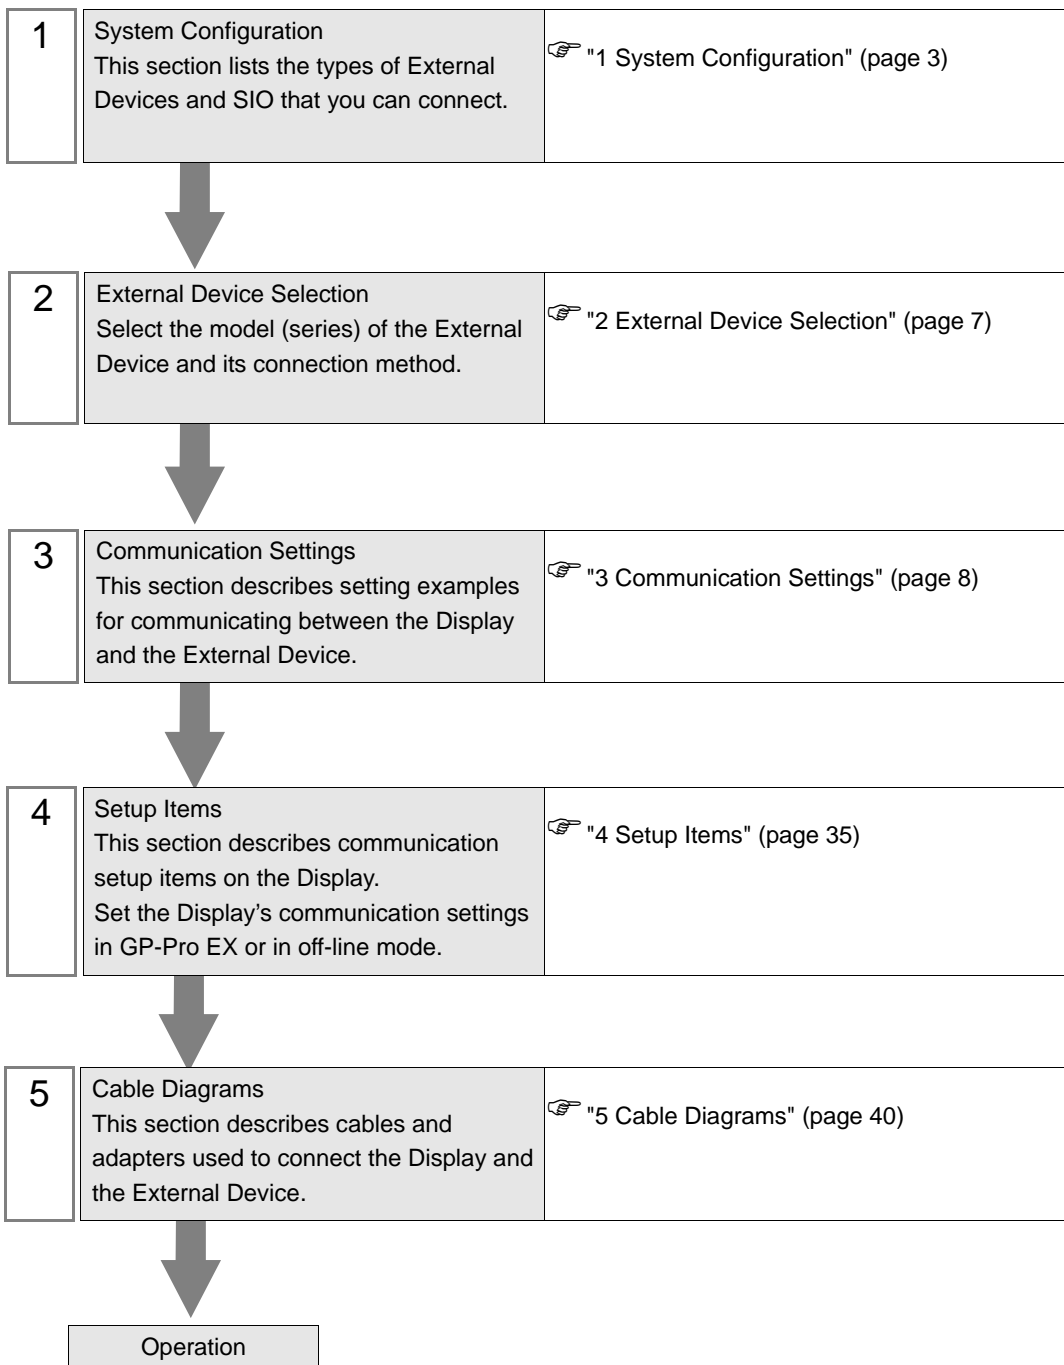 1
System Configuration
This section lists the types of External
Devices and SIO that you can connect.
"1 System Configuration" (page 3)
2
External Device Selection
Select the model (series) of the External
Device and its connection method.
"2 External Device Selection" (page 7)
3
Communication Settings
This section describes setting examples
for communicating between the Display
and the External Device.
"3 Communication Settings" (page 8)
4
Setup Items
This section describes communication
setup items on the Display.
Set the Display’s communication settings
in GP-Pro EX or in off-line mode.
"4 Setup Items" (page 35)
5
Cable Diagrams
This section describes cables and
adapters used to connect the Display and
the External Device.
"5 Cable Diagrams" (page 40)
Operation